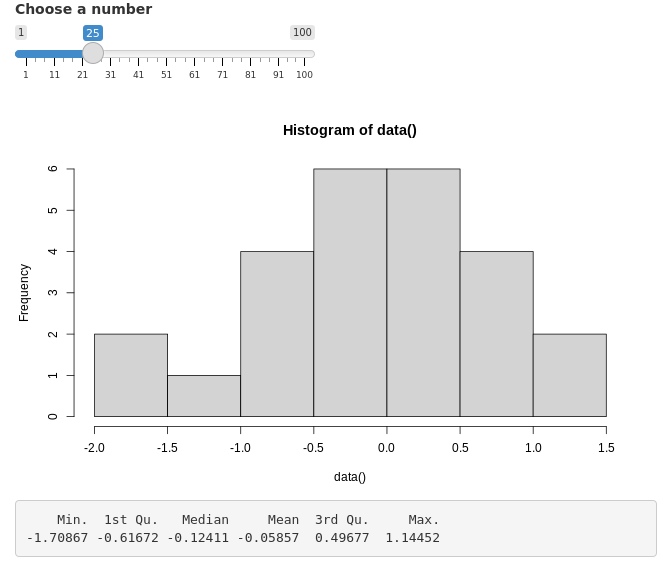 Choose a number
1 25 100
1 11 21 31 41 51 61 71 81 91 100
Histogram of data()
Frequency
6
5
4
3
2
1
0
-2.0 -1.5 -1.0 -0.5 0.0 0.5 1.0 1.5
data()
Min. 1st Qu. Median Mean 3rd Qu. Max.
-1.70867 -0.61672 -0.12411 -0.05857 0.49677 1.14452